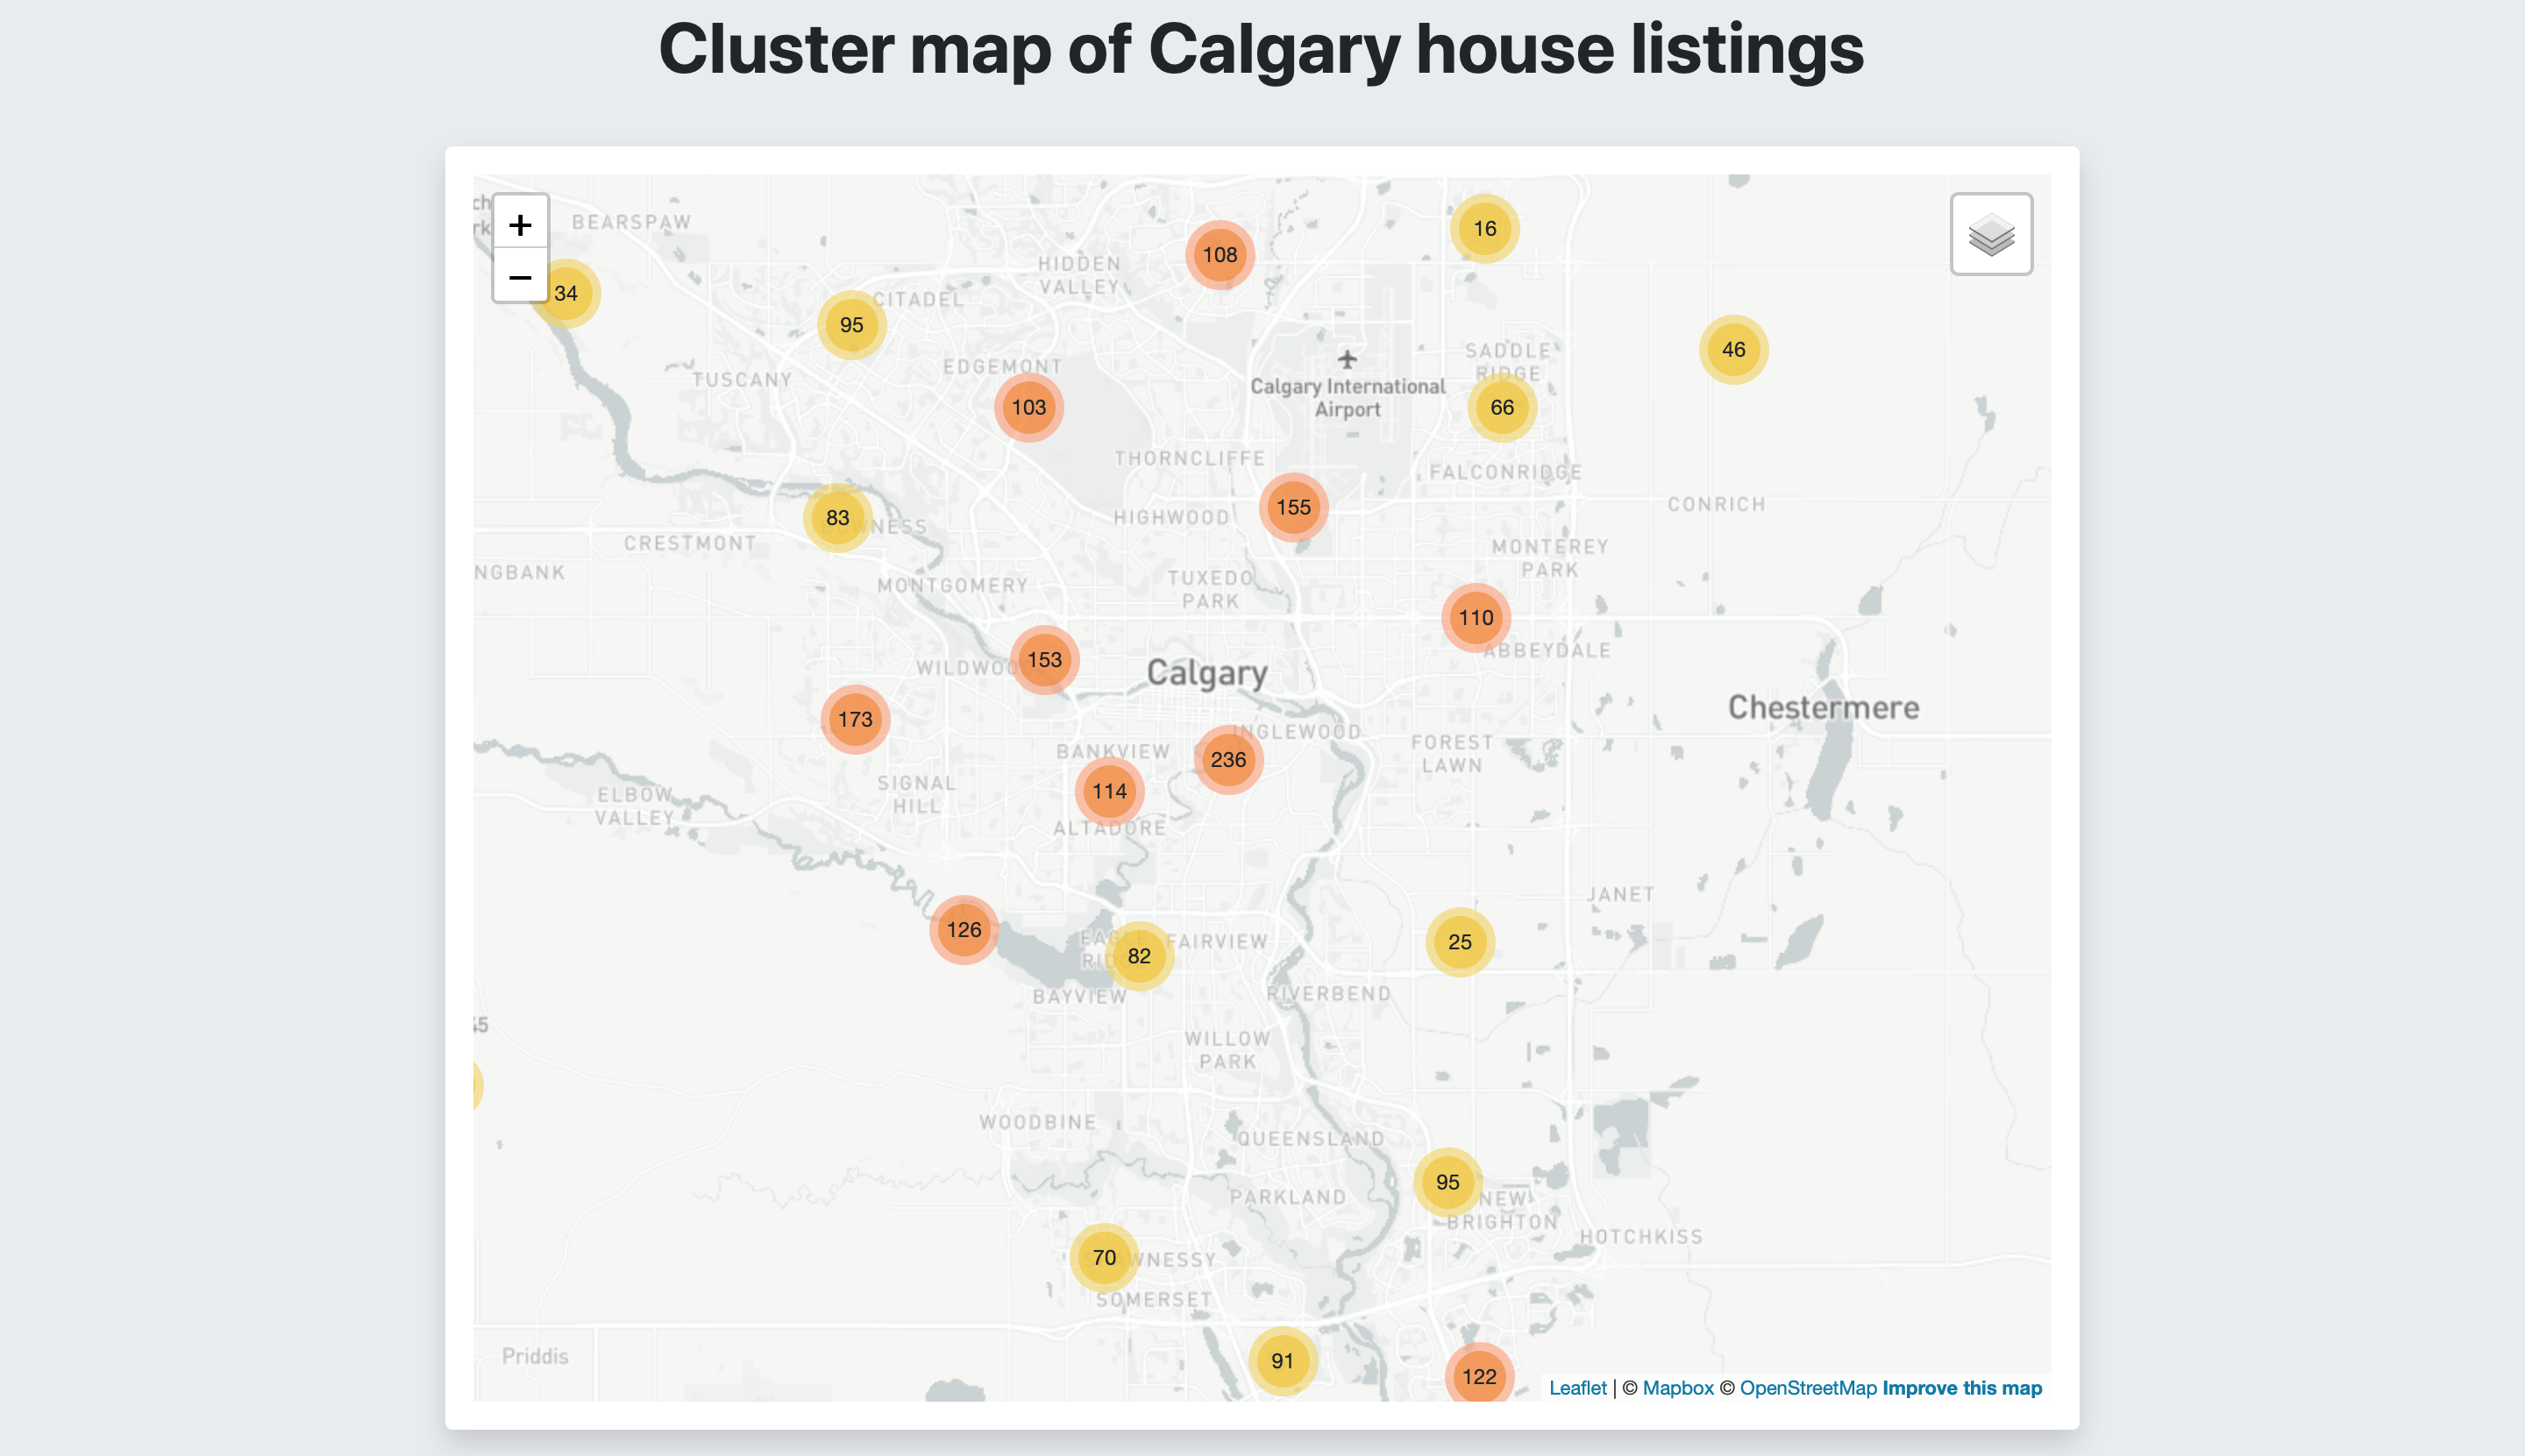 Cluster map of Calgary house listings
+
−
BEARSPAW
34
108
16
HIDDEN
VALLEY
95
CITADEL
46
EDGEMONT
TUSCANY
103
Calgary International
Airport
SADDLE
RIDGE
66
THORNCLIFFE
FALCONRIDGE
155
CONRICH
83
HIGHWOOD
CRESTMONT
MONTEREY
PARK
MONTGOMERY
TUXEDO
PARK
110
ABBEYDALE
153
Calgary
173
Chestermere
INGLEWOOD
BANKVIEW
236
FOREST
LAWN
SIGNAL
HILL
114
ELBOW
VALLEY
ALTADORE
JANET
126
82
FAIRVIEW
25
BAYVIEW
RIVERBEND
WILLOW
PARK
WOODBINE
QUEENSLAND
95
PARKLAND
NEW
BRIGHTON
HOTCHKISS
70
SOMERSET
Priddis
91
122
Leaflet | © Mapbox © OpenStreetMap Improve this map